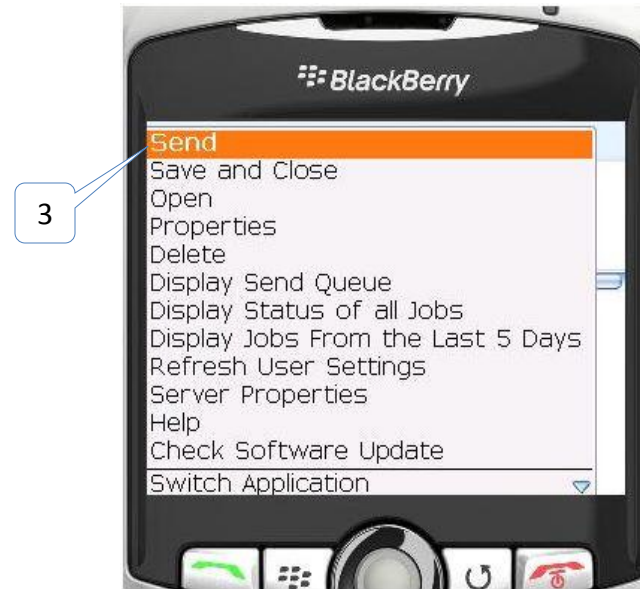 BlackBerry
Send
3
Save and Close
Open
Properties
Delete
Display Send Queue
Display Status of all Jobs
Display Jobs From the Last 5 Days
Refresh User Settings
Server Properties
Help
Check Software Update
Switch Application